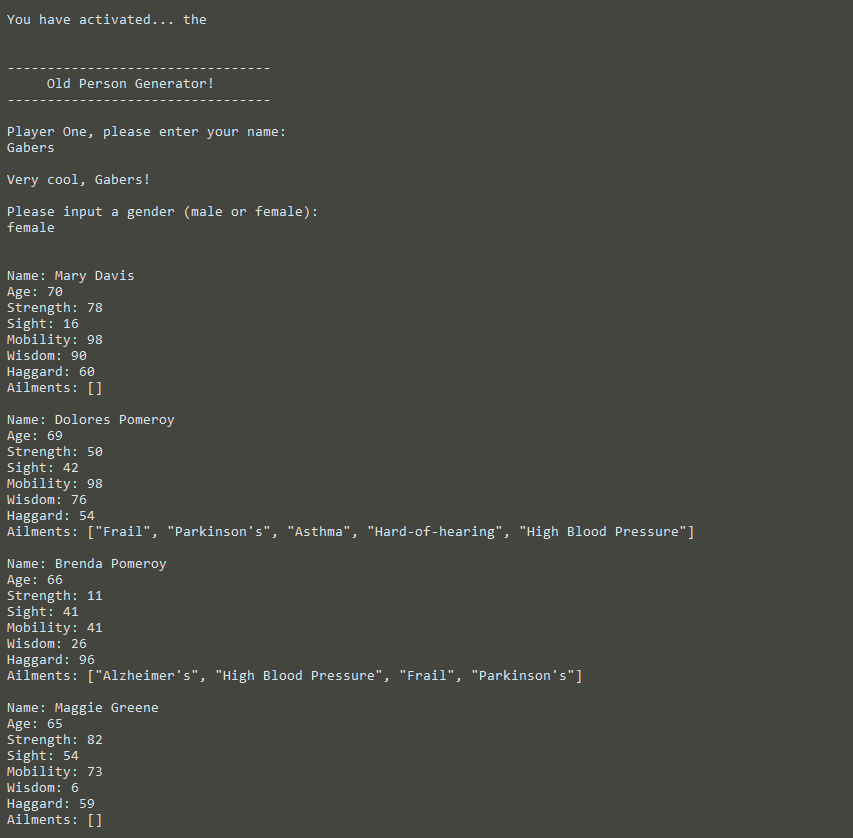 You have activated... the
---------------------------------
Old Person Generator!
---------------------------------
Player One, please enter your name:
Gabers
Very cool, Gabers!
Please input a gender (male or female):
female
Name: Mary Davis
Age: 70
Strength: 78
Sight: 16
Mobility: 98
Wisdom: 90
Haggard: 60
Ailments: []
Name: Dolores Pomeroy
Age: 69
Strength: 50
Sight: 42
Mobility: 98
Wisdom: 76
Haggard: 54
Ailments: ["Frail", "Parkinson's", "Asthma", "Hard-of-hearing", "High Blood Pressure"]
Name: Brenda Pomeroy
Age: 66
Strength: 11
Sight: 41
Mobility: 41
Wisdom: 26
Haggard: 96
Ailments: ["Alzheimer's", "High Blood Pressure", "Frail", "Parkinson's"]
Name: Maggie Greene
Age: 65
Strength: 82
Sight: 54
Mobility: 73
Wisdom: 6
Haggard: 59
Ailments: []